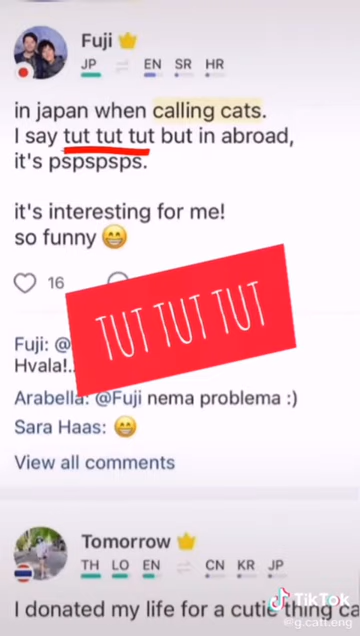 Fuji
JP EN SR HR
in japan when calling cats.
I say tut tut tut but in abroad,
it's pspspsps.
it's interesting for me!
so funny 😁
16
TUT TUT TUT
Fuji: @
Hvala!..
Arabella: @Fuji nema problema :)
Sara Haas: 😁
View all comments
Tomorrow
TH LO EN CN KR JP
I donated my life for a cutie thing ca
TikTok
@g.caff.eng